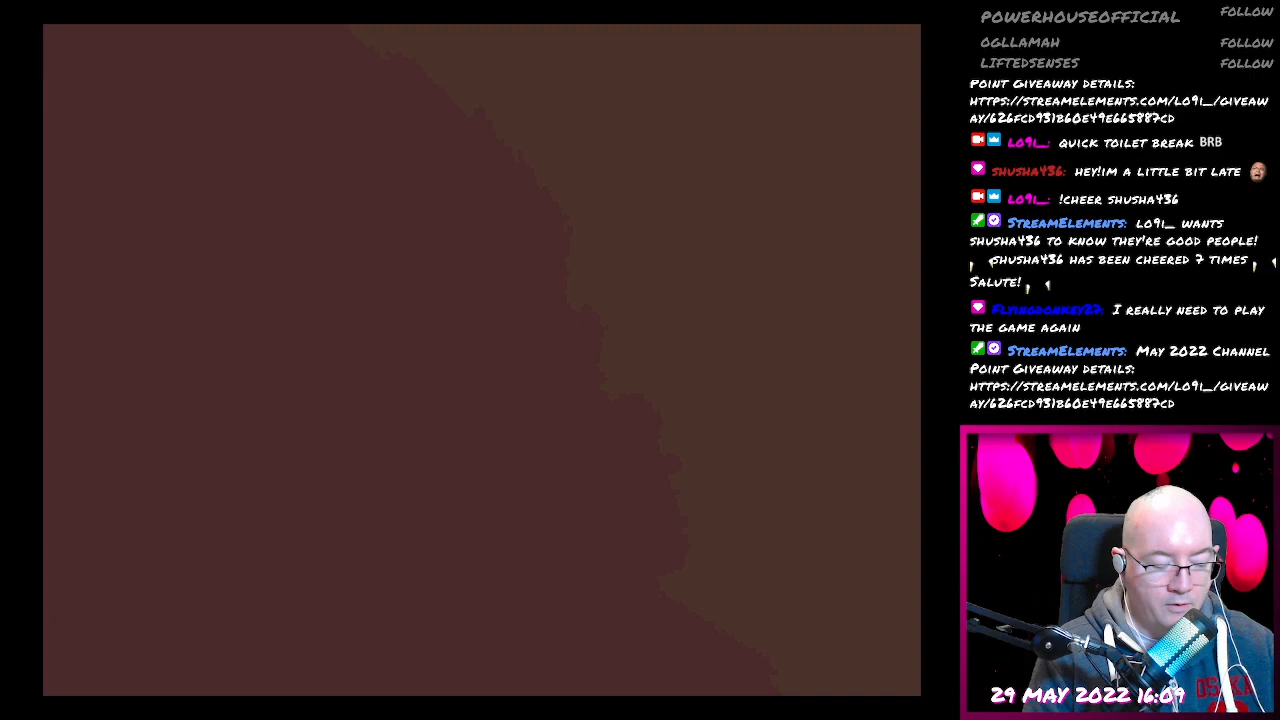 POWERHOUSEOFFICIAL FOLLOW
OGLLAMAH FOLLOW
LIFTEDSENSES FOLLOW
POINT GIVEAWAY DETAILS:
HTTPS://STREAMELEMENTS.COM/LO9I_/GIVEAW
AY/626FCD931B60E49E665887CD
LO9I_: QUICK TOILET BREAK BRB
SHUSHA436: HEY!IM A LITTLE BIT LATE
LO9I_: !CHEER SHUSHA436
STREAMELEMENTS: LO9I_ WANTS
SHUSHA436 TO KNOW THEY'RE GOOD PEOPLE!
SHUSHA436 HAS BEEN CHEERED 7 TIMES
SALUTE!
FLYINGDONKEY27: I REALLY NEED TO PLAY
THE GAME AGAIN
STREAMELEMENTS: MAY 2022 CHANNEL
POINT GIVEAWAY DETAILS:
HTTPS://STREAMELEMENTS.COM/LO9I_/GIVEAW
AY/626FCD931B60E49E665887CD
29 MAY 2022 16:09